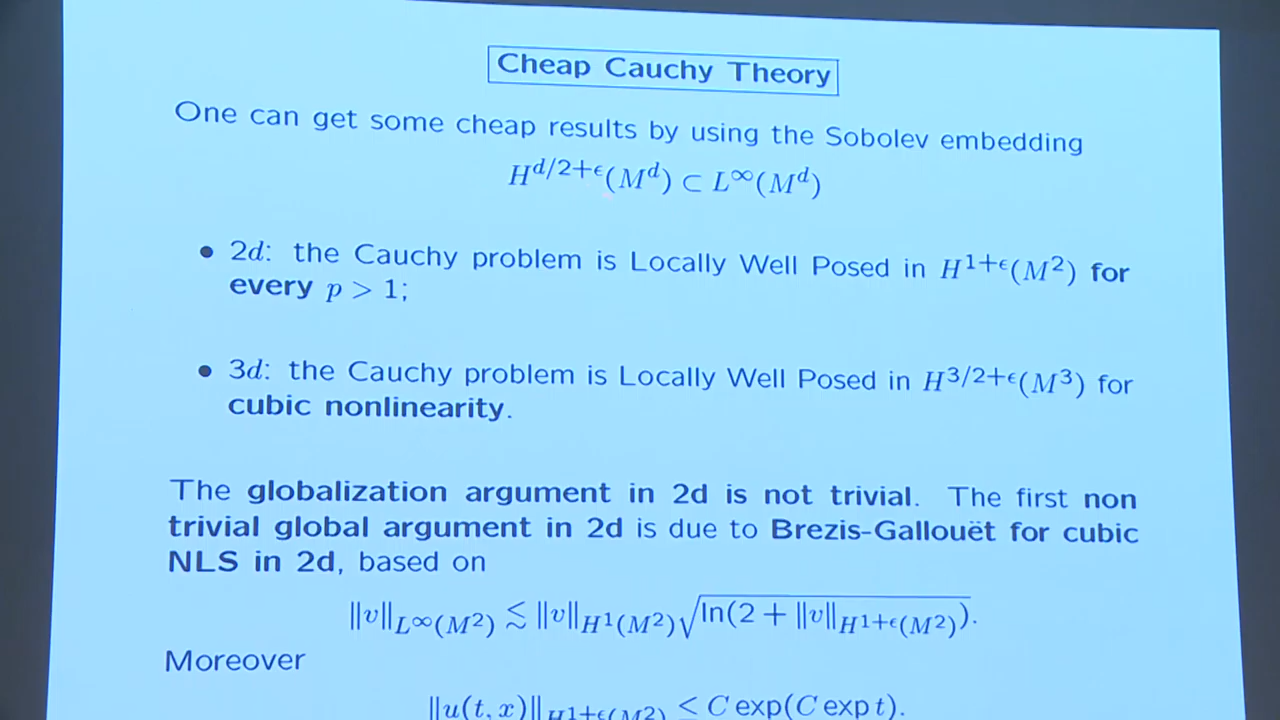 Cheap Cauchy Theory
One can get some cheap results by using the Sobolev embedding
H^{d/2+ϵ}(M^d) ⊂ L^∞(M^d)
• 2d: the Cauchy problem is Locally Well Posed in H^{1+ϵ}(M^2) for
every p > 1;
• 3d: the Cauchy problem is Locally Well Posed in H^{3/2+ϵ}(M^3) for
cubic nonlinearity.
The globalization argument in 2d is not trivial. The first non
trivial global argument in 2d is due to Brezis-Gallouët for cubic
NLS in 2d, based on
‖v‖_{L^∞(M^2)} ≲ ‖v‖_{H^1(M^2)} √ln(2 + ‖v‖_{H^{1+ϵ}(M^2)}).
Moreover
‖u(t, x)‖_{H^{1+ϵ}(M^2)} ≤ C exp(C exp t).